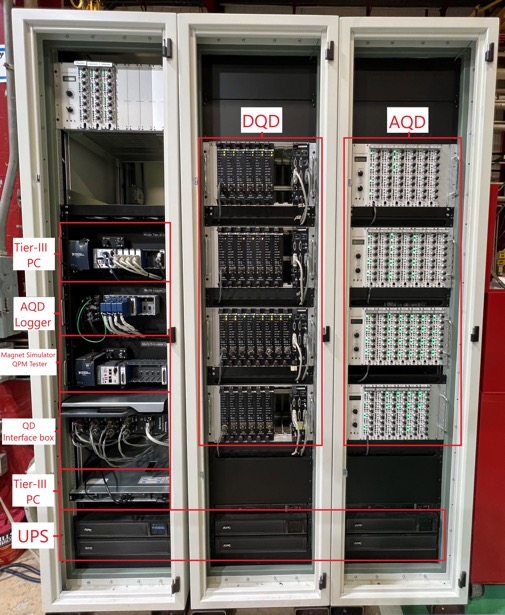 DQD
AQD
Tier-III
PC
AQD
Logger
Magnet Simulator
QPM Tester
QD
Interface box
Tier-III
PC
UPS